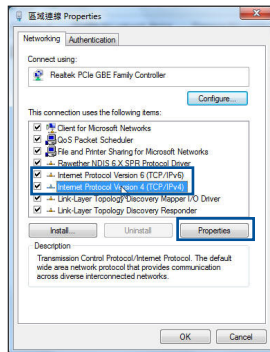 區域連線 Properties
Networking Authentication
Connect using:
Realtek PCIe GBE Family Controller
Configure...
This connection uses the following items:
Client for Microsoft Networks
QoS Packet Scheduler
File and Printer Sharing for Microsoft Networks
Rawether NDIS 6.X SPR Protocol Driver
Internet Protocol Version 6 (TCP/IPv6)
Internet Protocol Version 4 (TCP/IPv4)
Link-Layer Topology Discovery Mapper I/O Driver
Link-Layer Topology Discovery Responder
Install... Uninstall Properties
Description
Transmission Control Protocol/Internet Protocol. The default
wide area network protocol that provides communication
across diverse interconnected networks.
OK Cancel